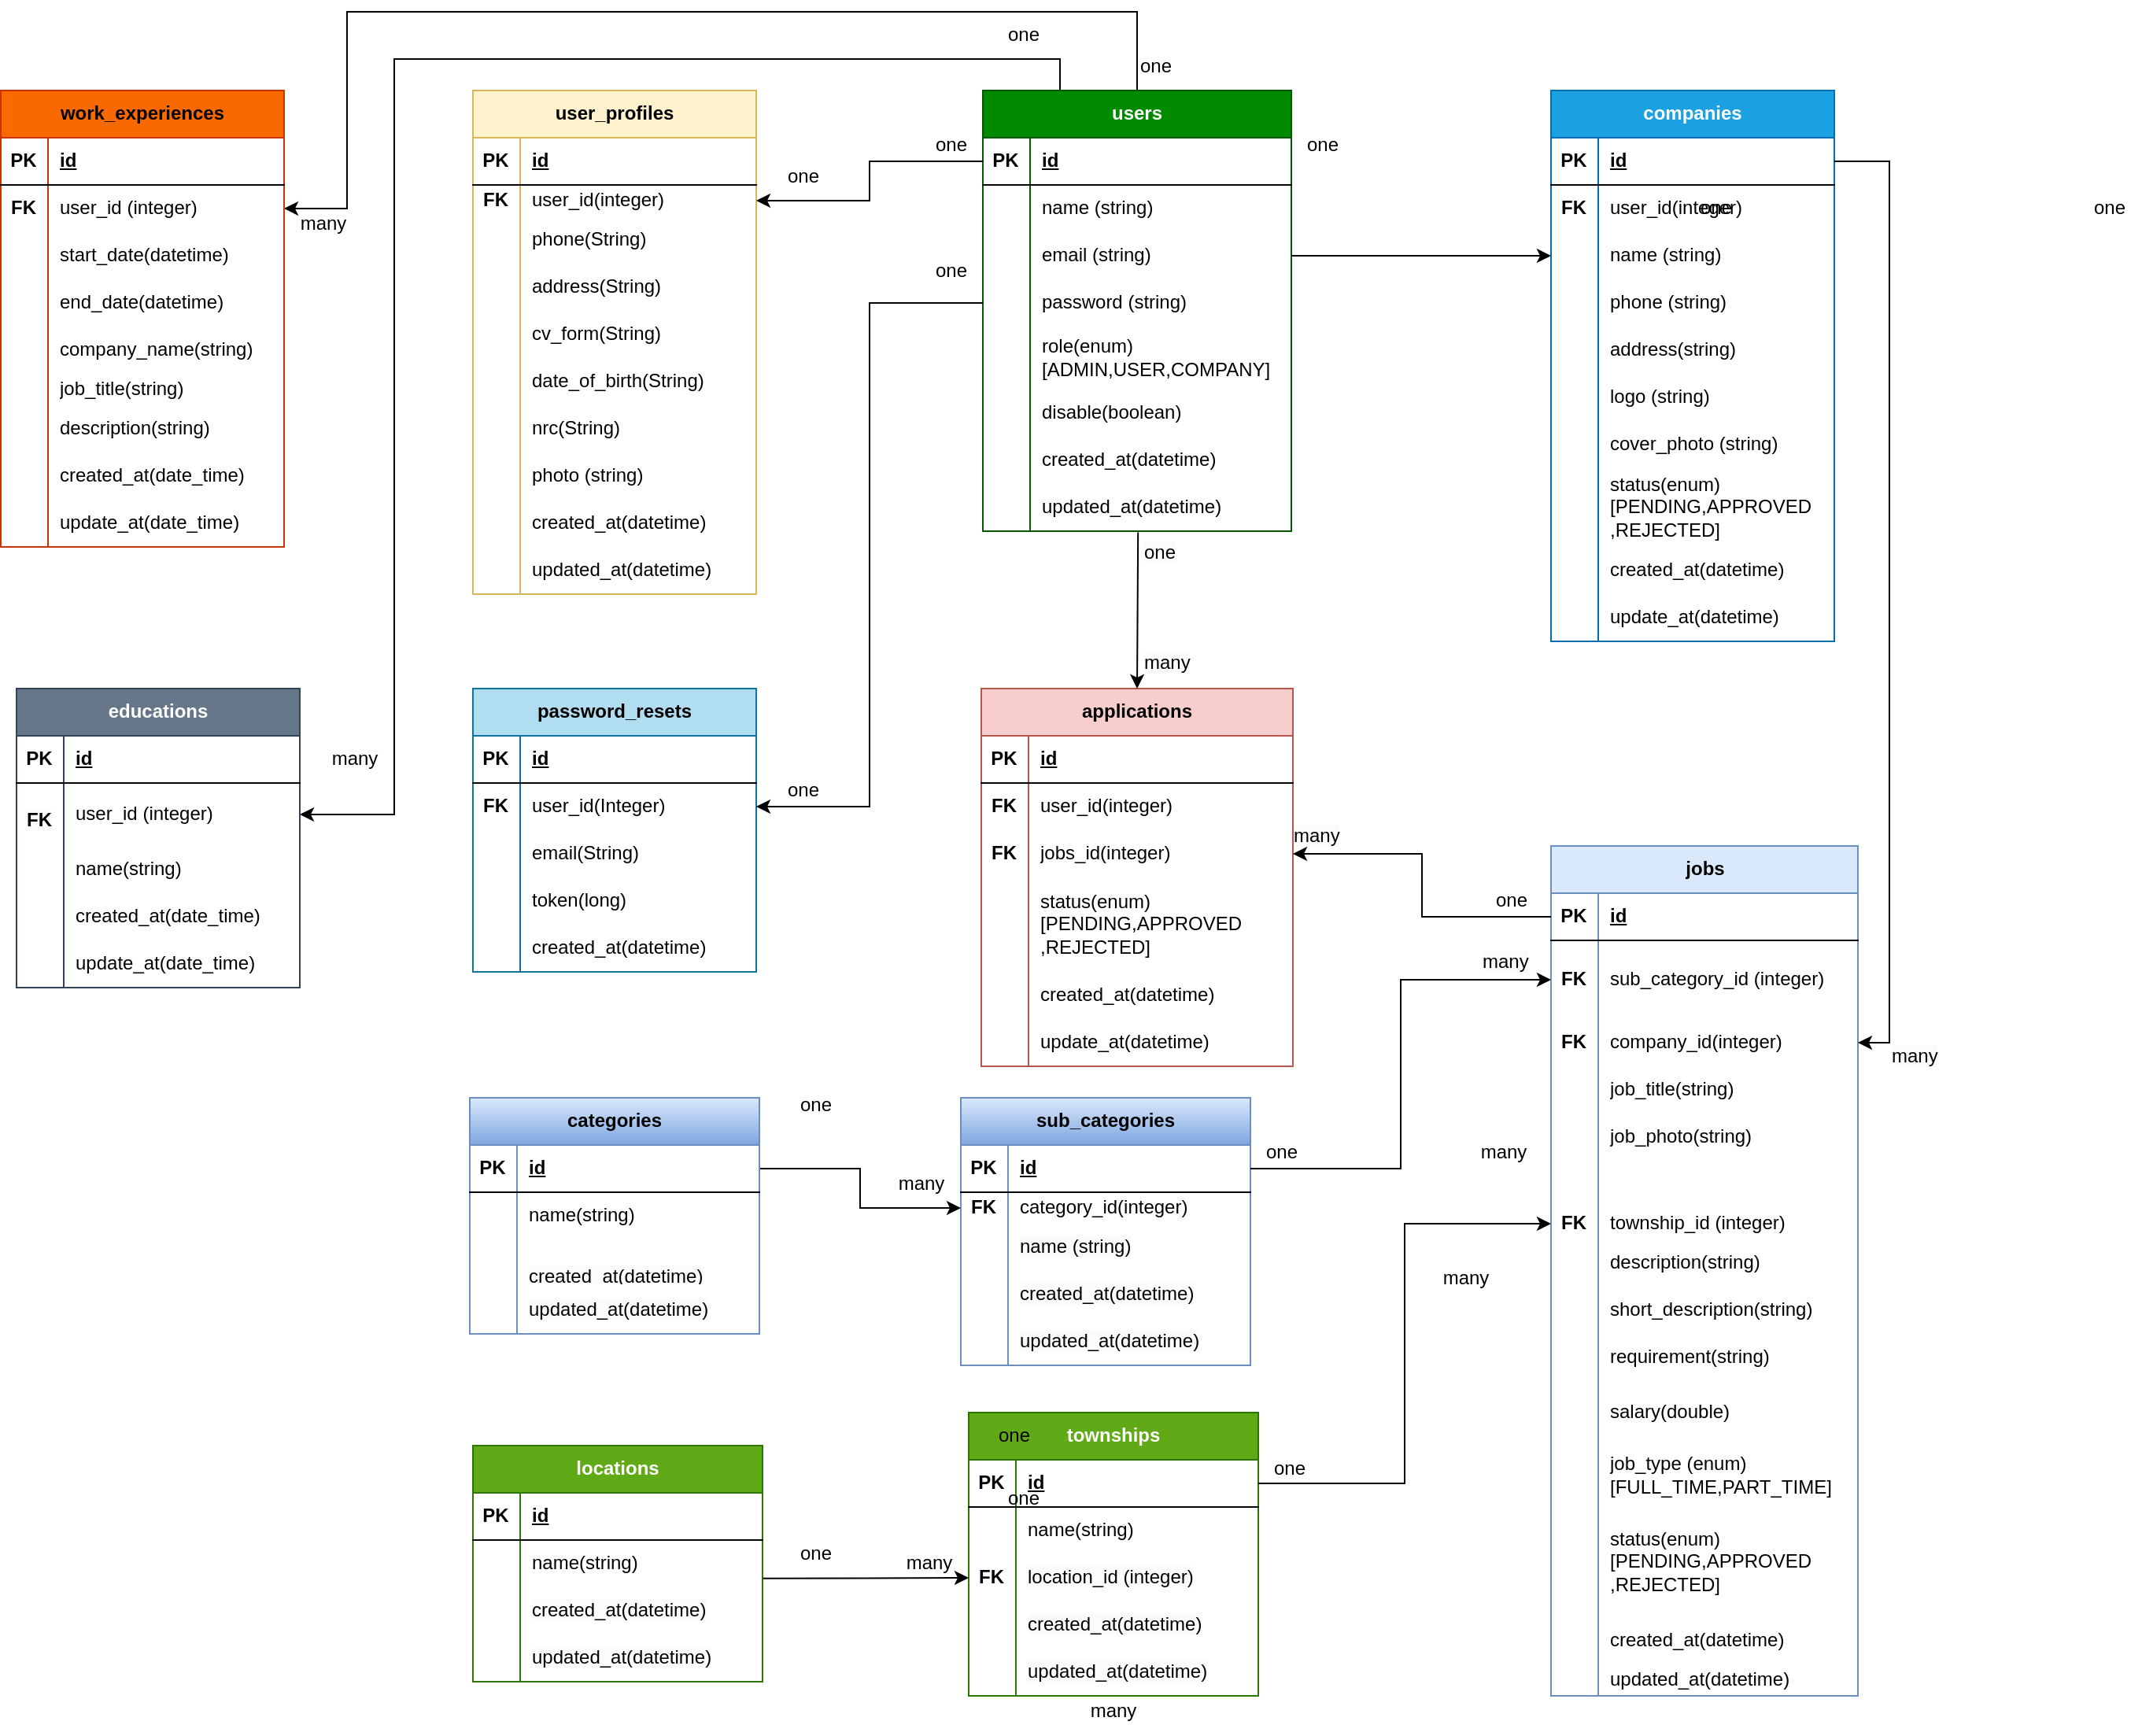 one
one
work_experiences
PK id
FK user_id (integer)
start_date(datetime)
end_date(datetime)
company_name(string)
job_title(string)
description(string)
created_at(date_time)
update_at(date_time)
many
user_profiles
PK id
FK user_id(integer)
phone(String)
address(String)
cv_form(String)
date_of_birth(String)
nrc(String)
photo (string)
created_at(datetime)
updated_at(datetime)
one
one
one
users
PK id
name (string)
email (string)
password (string)
role(enum)
[ADMIN,USER,COMPANY]
disable(boolean)
created_at(datetime)
updated_at(datetime)
one
one
many
companies
PK id
FK user_id(integer)
one
name (string)
phone (string)
address(string)
logo (string)
cover_photo (string)
status(enum)
[PENDING,APPROVED
,REJECTED]
created_at(datetime)
update_at(datetime)
one
educations
PK id
FK user_id (integer)
name(string)
created_at(date_time)
update_at(date_time)
many
password_resets
PK id
FK user_id(Integer)
email(String)
token(long)
created_at(datetime)
one
applications
PK id
FK user_id(integer)
FK jobs_id(integer)
status(enum)
[PENDING,APPROVED
,REJECTED]
created_at(datetime)
update_at(datetime)
many
one
many
jobs
PK id
FK sub_category_id (integer)
FK company_id(integer)
job_title(string)
job_photo(string)
FK township_id (integer)
description(string)
short_description(string)
requirement(string)
salary(double)
job_type (enum)
[FULL_TIME,PART_TIME]
status(enum)
[PENDING,APPROVED
,REJECTED]
created_at(datetime)
updated_at(datetime)
many
categories
PK id
name(string)
created_at(datetime)
updated_at(datetime)
one
many
sub_categories
PK id
FK category_id(integer)
name (string)
created_at(datetime)
updated_at(datetime)
one
many
many
locations
PK id
name(string)
created_at(datetime)
updated_at(datetime)
one
many
one
townships
PK id
one
name(string)
FK location_id (integer)
created_at(datetime)
updated_at(datetime)
one
many